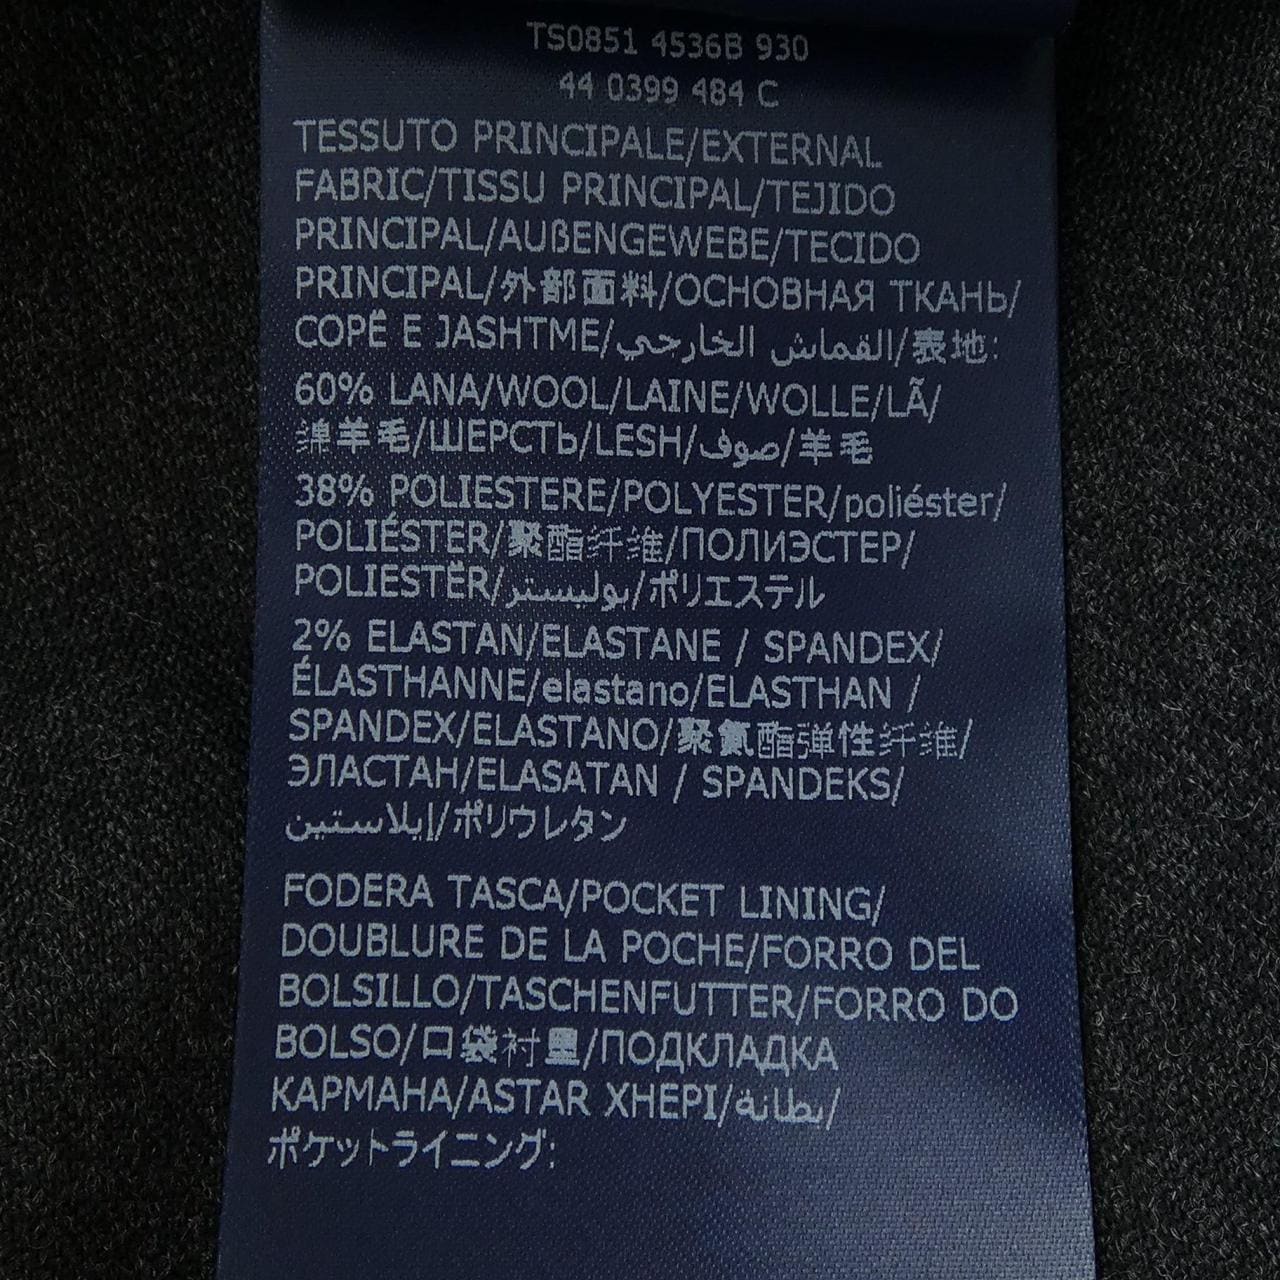 TS0851 4536B 930
44 0399 484 C
TESSUTO PRINCIPALE/EXTERNAL
FABRIC/TISSU PRINCIPAL/TEJIDO
PRINCIPAL/AUßENGEWEBE/TECIDO
PRINCIPAL/外部面料/ОСНОВНАЯ ТКАНЬ/
COPË E JASHTME/القماش الخارجي/表地:
60% LANA/WOOL/LAINE/WOLLE/LÃ/
绵羊毛/ШЕРСТЬ/LESH/صوف/羊毛
38% POLIESTERE/POLYESTER/poliéster/
POLIÉSTER/聚酯纤维/ПОЛИЭСТЕР/
POLIESTËR/بوليستر/ポリエステル
2% ELASTAN/ELASTANE / SPANDEX/
ÉLASTHANNE/elastano/ELASTHAN /
SPANDEX/ELASTANO/聚氨酯弹性纤维/
ЭЛАСТАН/ELASATAN / SPANDEKS/
إيلاستين/ポリウレタン
FODERA TASCA/POCKET LINING/
DOUBLURE DE LA POCHE/FORRO DEL
BOLSILLO/TASCHENFUTTER/FORRO DO
BOLSO/口袋衬里/ПОДКЛАДКА
КАРМАНА/ASTAR XHEPI/بطانة/
ポケットライニング: